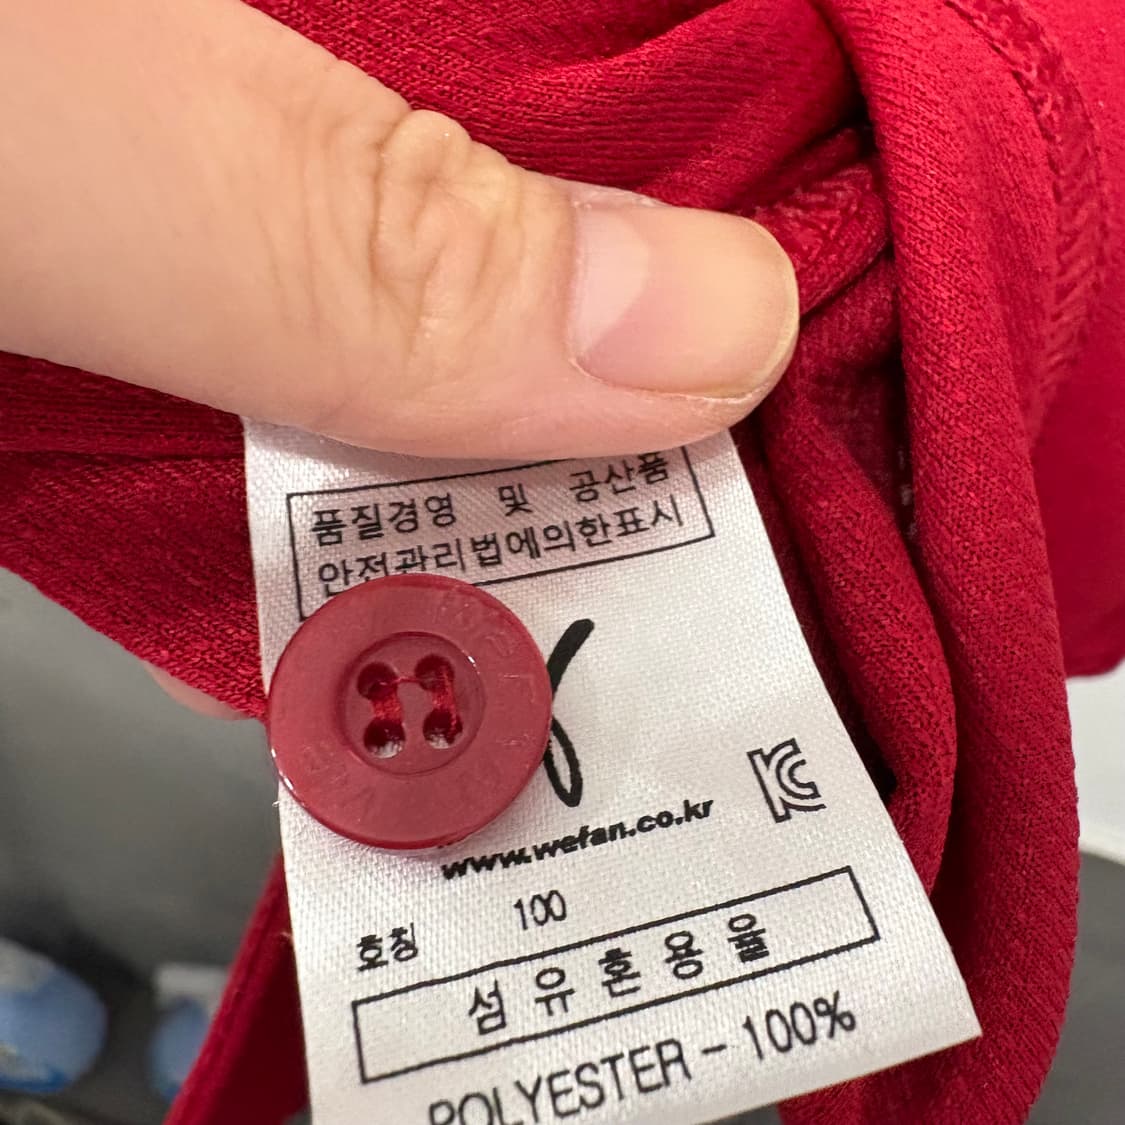 품질경영 및 공산품
안전관리법에의한표시
www.wefan.co.kr
호칭 100
섬유혼용율
POLYESTER - 100%